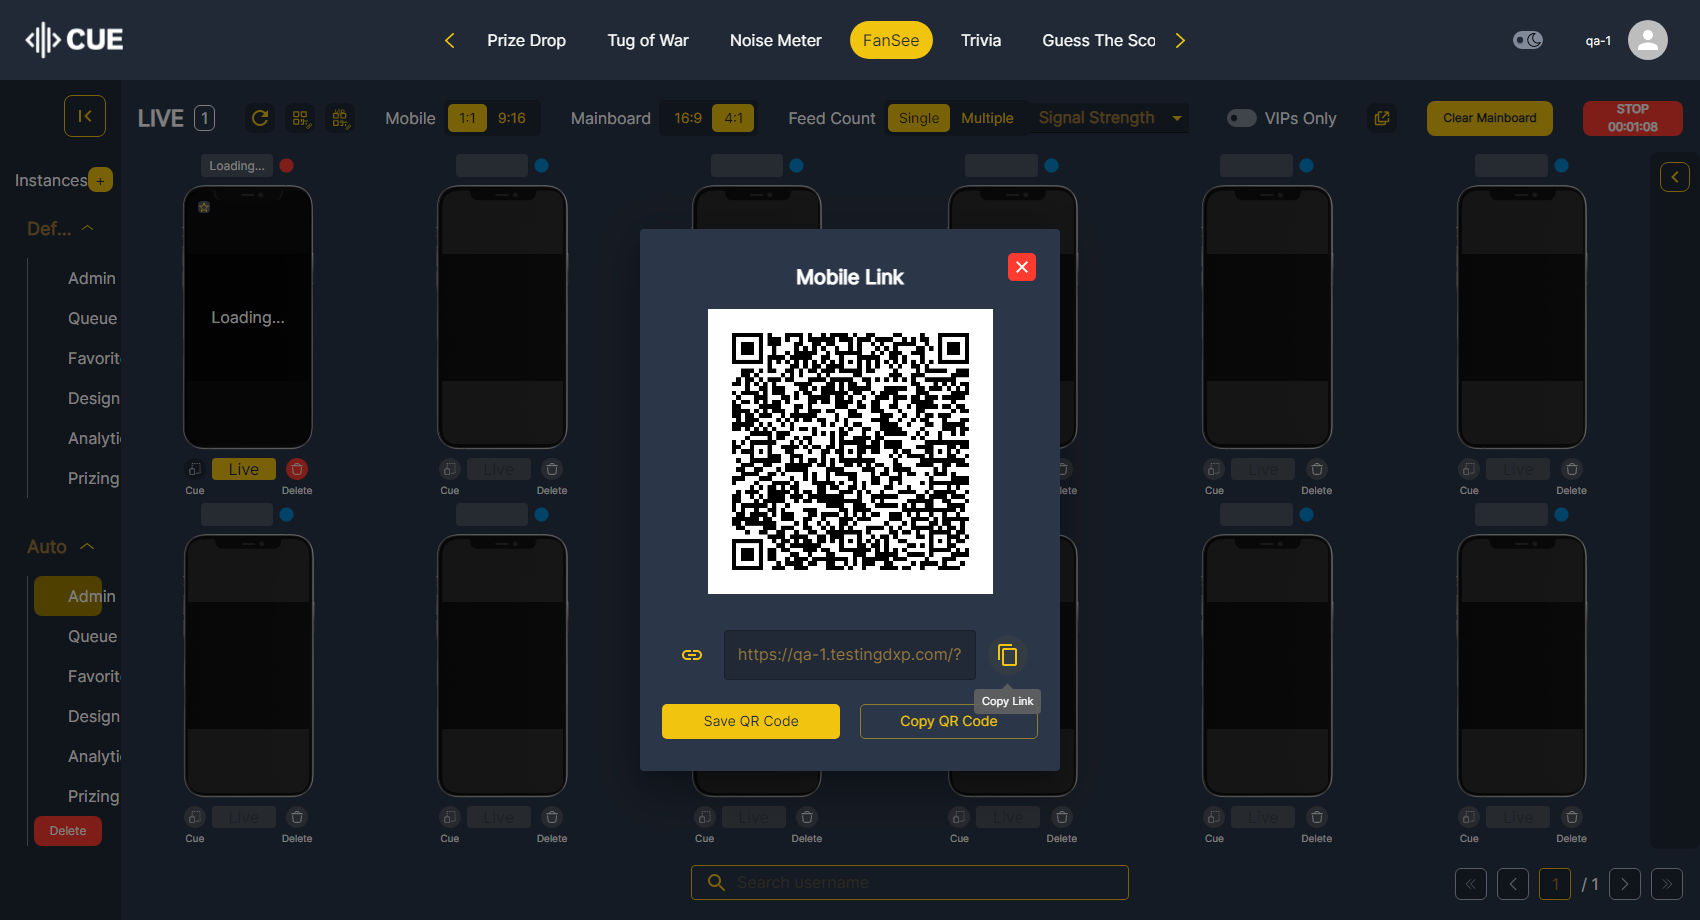 CUE
Prize Drop Tug of War Noise Meter FanSee Trivia Guess The Sco
qa-1
LIVE 1
Mobile 1:1 9:16
Mainboard 16:9 4:1
Feed Count Single Multiple
Signal Strength
VIPs Only
Clear Mainboard
STOP
00:01:08
Instances +
Def...
Admin
Queue
Favorit
Design
Analyti
Prizing
Auto
Admin
Queue
Favorit
Design
Analyti
Prizing
Delete
Loading...
Loading...
Live
Cue Delete
Live
Cue Delete
lete
Live
Cue Delete
Live
Cue Delete
Mobile Link
https://qa-1.testingdxp.com/?
Copy Link
Save QR Code Copy QR Code
Live
Cue Delete
Live
Cue Delete
Live
Cue Delete
Live
Cue Delete
Live
Cue Delete
Live
Cue Delete
Search username
1 / 1